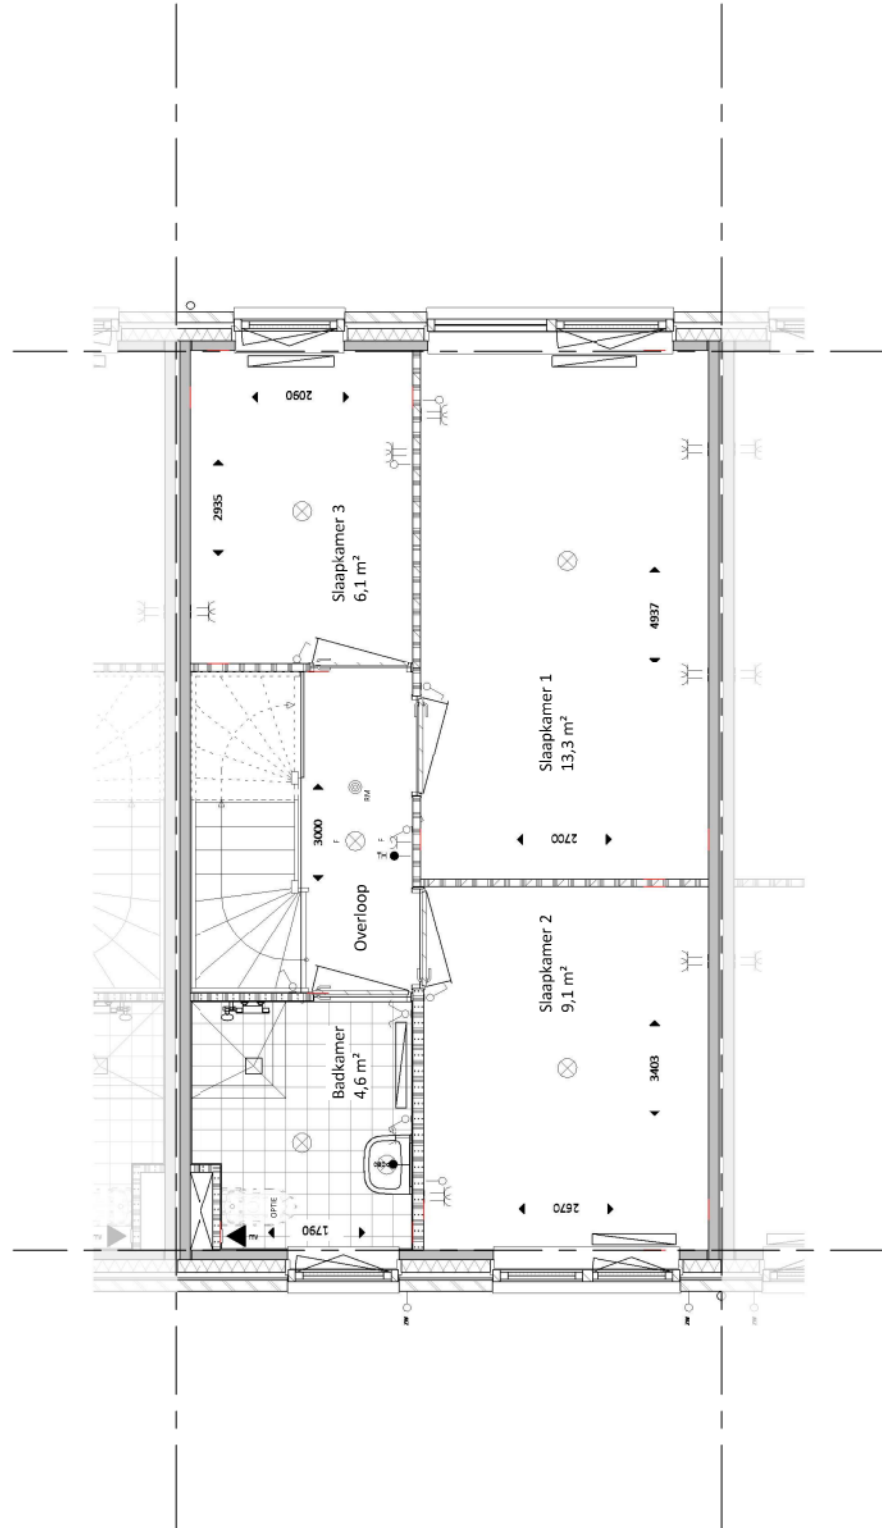 2090
2935
Slaapkamer 3
6,1 m²
4937
Slaapkamer 1
13,3 m²
2700
3000
RM
F
F
Overloop
Slaapkamer 2
9,1 m²
3403
2670
Badkamer
4,6 m²
OPTIE
1790